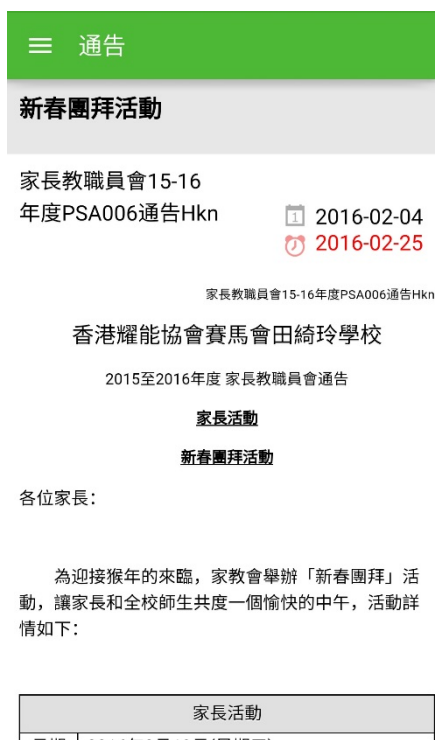 通告
新春團拜活動
家長教職員會15-16
年度PSA006通告Hkn
1
2016-02-04
2016-02-25
家長教職員會15-16年度PSA006通告Hkn
香港耀能協會賽馬會田綺玲學校
2015至2016年度 家長教職員會通告
家長活動
新春團拜活動
各位家長：
為迎接猴年的來臨，家教會舉辦「新春團拜」活
動，讓家長和全校師生共度一個愉快的中午，活動詳
情如下：
家長活動